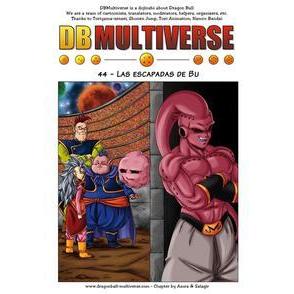 DBMultiverse is a dojinshi about Dragon Ball
We are a team of cartoonists, translators, moderators, helpers, organizers, etc.
Thanks to Toriyama-sensei, Shonen Jump, Toei Animation, Namco Bandai
DB MULTIVERSE
44 - Las escapadas de Bu
www.dragonball-multiverse.com - Chapter by Asura & Salagir